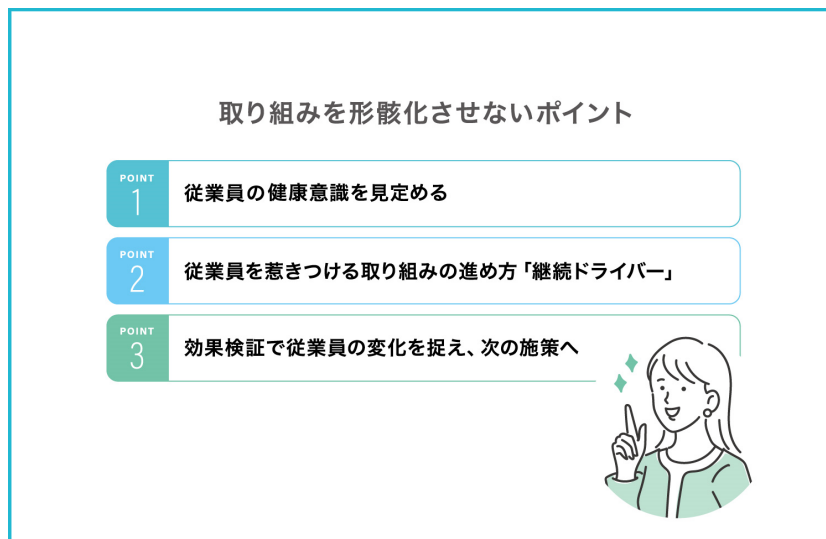 取り組みを形骸化させないポイント
POINT
1
従業員の健康意識を見定める
POINT
2
従業員を惹きつける取り組みの進め方「継続ドライバー」
POINT
3
効果検証で従業員の変化を捉え、次の施策へ